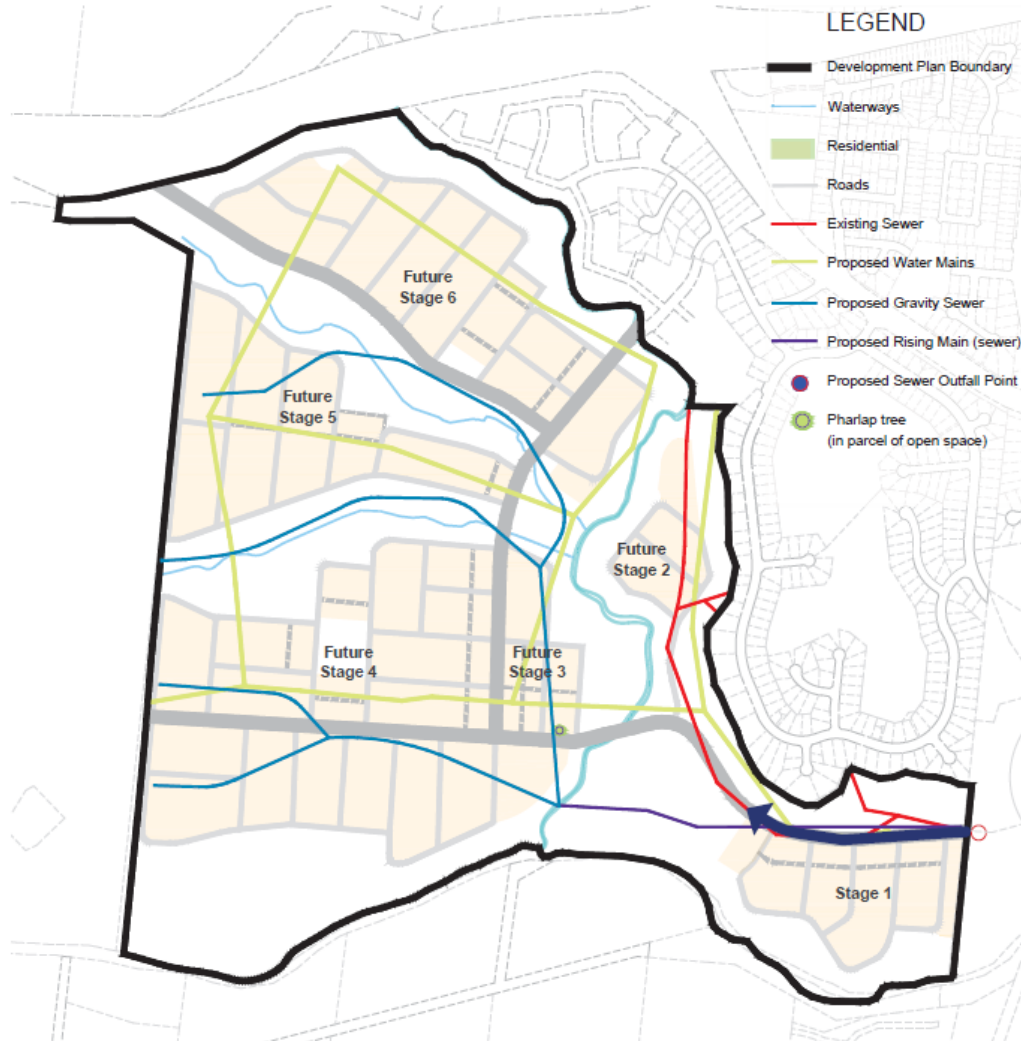 LEGEND
Development Plan Boundary
Waterways
Residential
Roads
Existing Sewer
Proposed Water Mains
Proposed Gravity Sewer
Proposed Rising Main (sewer)
Proposed Sewer Outfall Point
Pharlap tree
(in parcel of open space)
Future
Stage 6
Future
Stage 5
Future
Stage 2
Future
Stage 4
Future
Stage 3
Stage 1